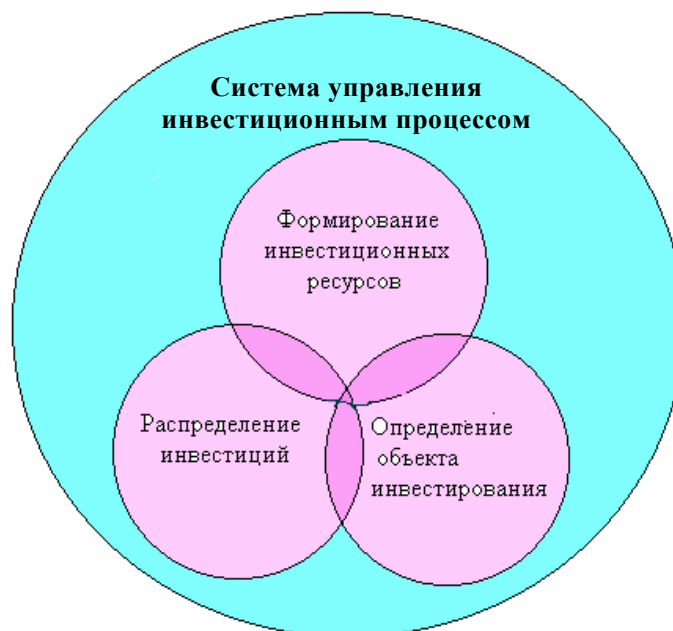 Система управления
инвестиционным процессом
Формирование
инвестиционных
ресурсов
Распределение
инвестиций
Определение
объекта
инвестирования